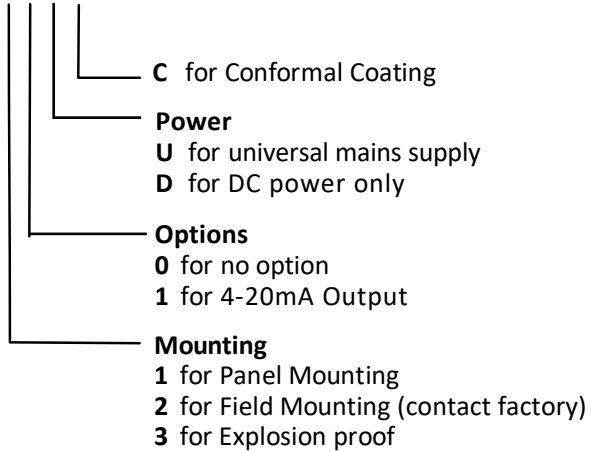 C for Conformal Coating
Power
U for universal mains supply
D for DC power only
Options
0 for no option
1 for 4-20mA Output
Mounting
1 for Panel Mounting
2 for Field Mounting (contact factory)
3 for Explosion proof